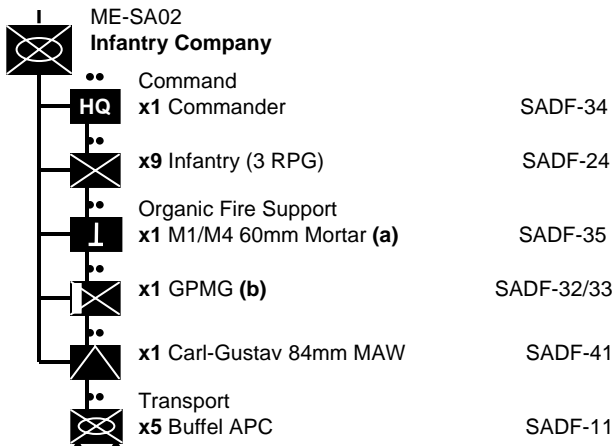 ME-SA02
Infantry Company
Command
HQ x1 Commander SADF-34
x9 Infantry (3 RPG) SADF-24
Organic Fire Support
x1 M1/M4 60mm Mortar (a) SADF-35
x1 GPMG (b) SADF-32/33
x1 Carl-Gustav 84mm MAW SADF-41
Transport
x5 Buffel APC SADF-11